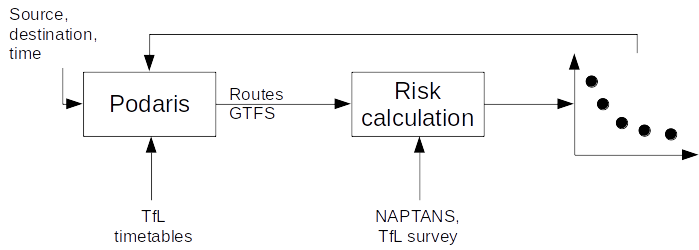 Source,
destination,
time
Podaris
Routes
GTFS
Risk
calculation
TfL
timetables
NAPTANS,
TfL survey